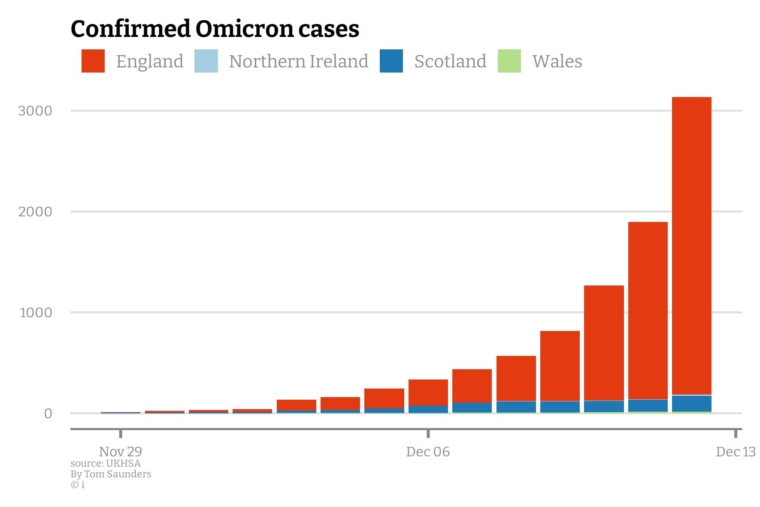 Confirmed Omicron cases
England Northern Ireland Scotland Wales
3000
2000
1000
0
Nov 29 Dec 06 Dec 13
source: UKHSA
By Tom Saunders
© i